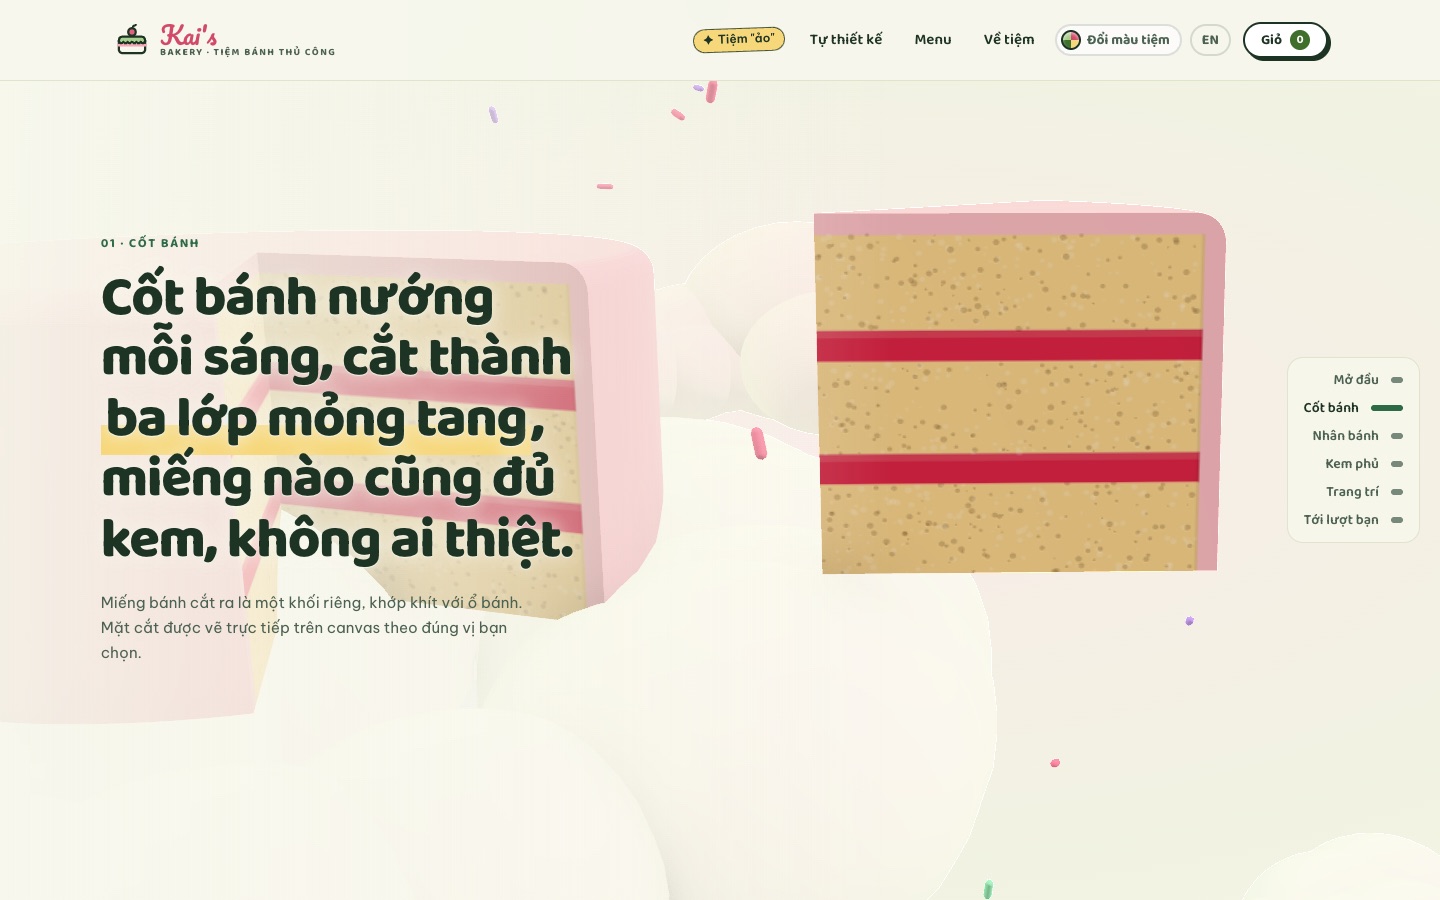 Kai's
BAKERY · TIỆM BÁNH THỦ CÔNG
✦ Tiệm "ảo"
Tự thiết kế
Menu
Về tiệm
Đổi màu tiệm
EN
Giỏ 0
01 · CỐT BÁNH
Cốt bánh nướng
mỗi sáng, cắt thành
ba lớp mỏng tang,
miếng nào cũng đủ
kem, không ai thiệt.
Miếng bánh cắt ra là một khối riêng, khớp khít với ổ bánh.
Mặt cắt được vẽ trực tiếp trên canvas theo đúng vị bạn
chọn.
Mở đầu
Cốt bánh
Nhân bánh
Kem phủ
Trang trí
Tới lượt bạn